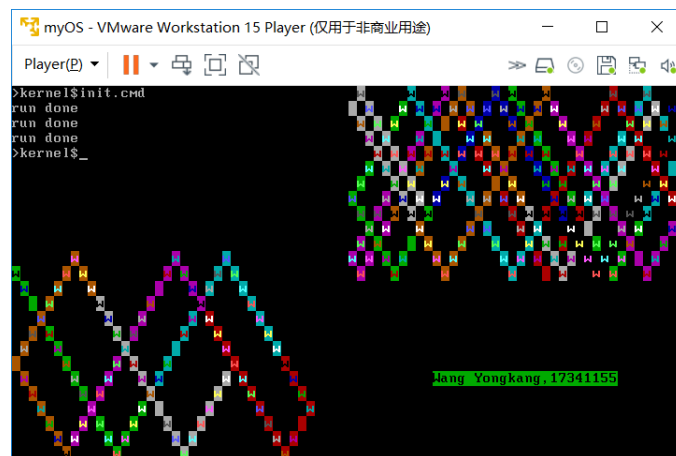 myOS - VMware Workstation 15 Player (仅用于非商业用途)
Player(P)
>kernel$init.cmd
run done
run done
run done
>kernel$_
Wang Yongkang,17341155